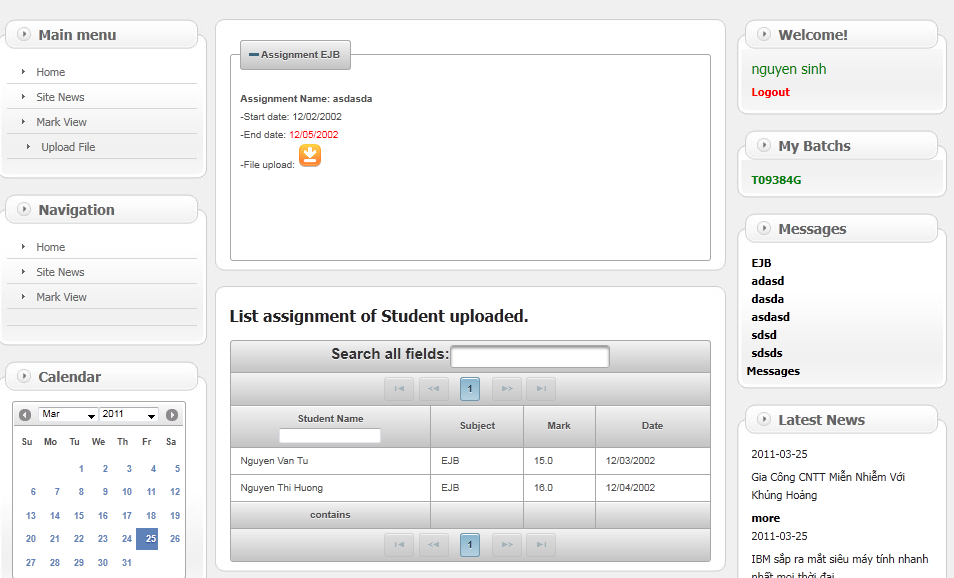 Main menu
Home
Site News
Mark View
Upload File
Navigation
Home
Site News
Mark View
Calendar
Mar 2011
Su Mo Tu We Th Fr Sa
1 2 3 4 5
6 7 8 9 10 11 12
13 14 15 16 17 18 19
20 21 22 23 24 25 26
27 28 29 30 31
Assignment EJB
Assignment Name: asdasda
-Start date: 12/02/2002
-End date: 12/05/2002
-File upload:
List assignment of Student uploaded.
Search all fields:
1
Student Name Subject Mark Date
Nguyen Van Tu EJB 15.0 12/03/2002
Nguyen Thi Huong EJB 16.0 12/04/2002
contains
1
Welcome!
nguyen sinh
Logout
My Batchs
T09384G
Messages
EJB
adasd
dasda
asdasd
sdsd
sdsds
Messages
Latest News
2011-03-25
Gia Công CNTT Miễn Nhiễm Với
Khủng Hoảng
more
2011-03-25
IBM sắp ra mắt siêu máy tính nhanh
nhất mọi thời đại